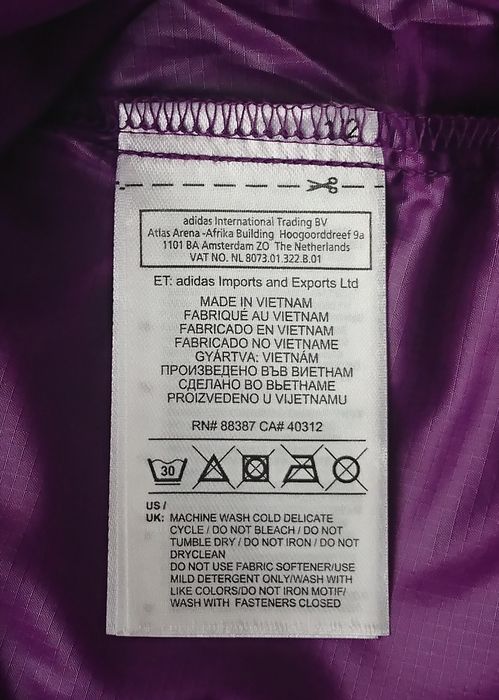 12
adidas International Trading BV
Atlas Arena -Afrika Building Hoogoorddreef 9a
1101 BA Amsterdam ZO The Netherlands
VAT NO. NL 8073.01.322.B.01
ET: adidas Imports and Exports Ltd
MADE IN VIETNAM
FABRIQUÉ AU VIETNAM
FABRICADO EN VIETNAM
FABRICADO NO VIETNAME
GYÁRTVA: VIETNÁM
ПРОИЗВЕДЕНО ВЪВ ВИЕТНАМ
СДЕЛАНО ВО ВЬЕТНАМЕ
PROIZVEDENO U VIJETNAMU
RN# 88387 CA# 40312
30
US /
UK: MACHINE WASH COLD DELICATE
CYCLE / DO NOT BLEACH / DO NOT
TUMBLE DRY / DO NOT IRON / DO NOT
DRYCLEAN
DO NOT USE FABRIC SOFTENER/USE
MILD DETERGENT ONLY/WASH WITH
LIKE COLORS/DO NOT IRON MOTIF/
WASH WITH FASTENERS CLOSED